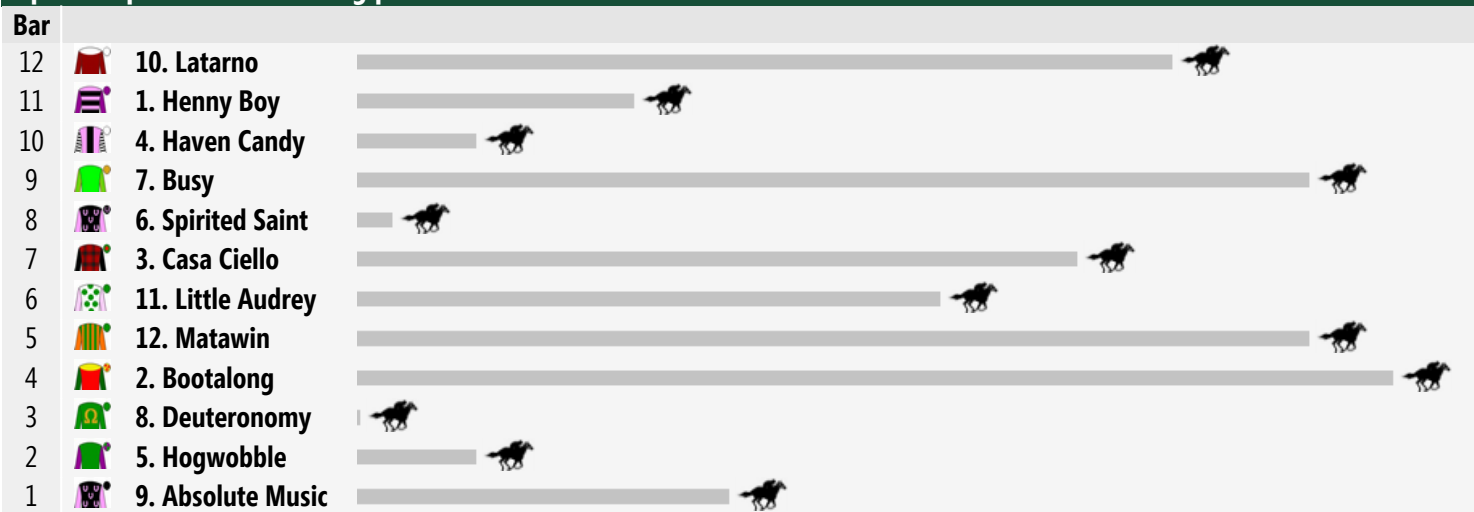 Bar
12 10. Latarno
11 1. Henny Boy
10 4. Haven Candy
9 7. Busy
8 6. Spirited Saint
7 3. Casa Ciello
6 11. Little Audrey
5 12. Matawin
4 2. Bootalong
3 8. Deuteronomy
2 5. Hogwobble
1 9. Absolute Music